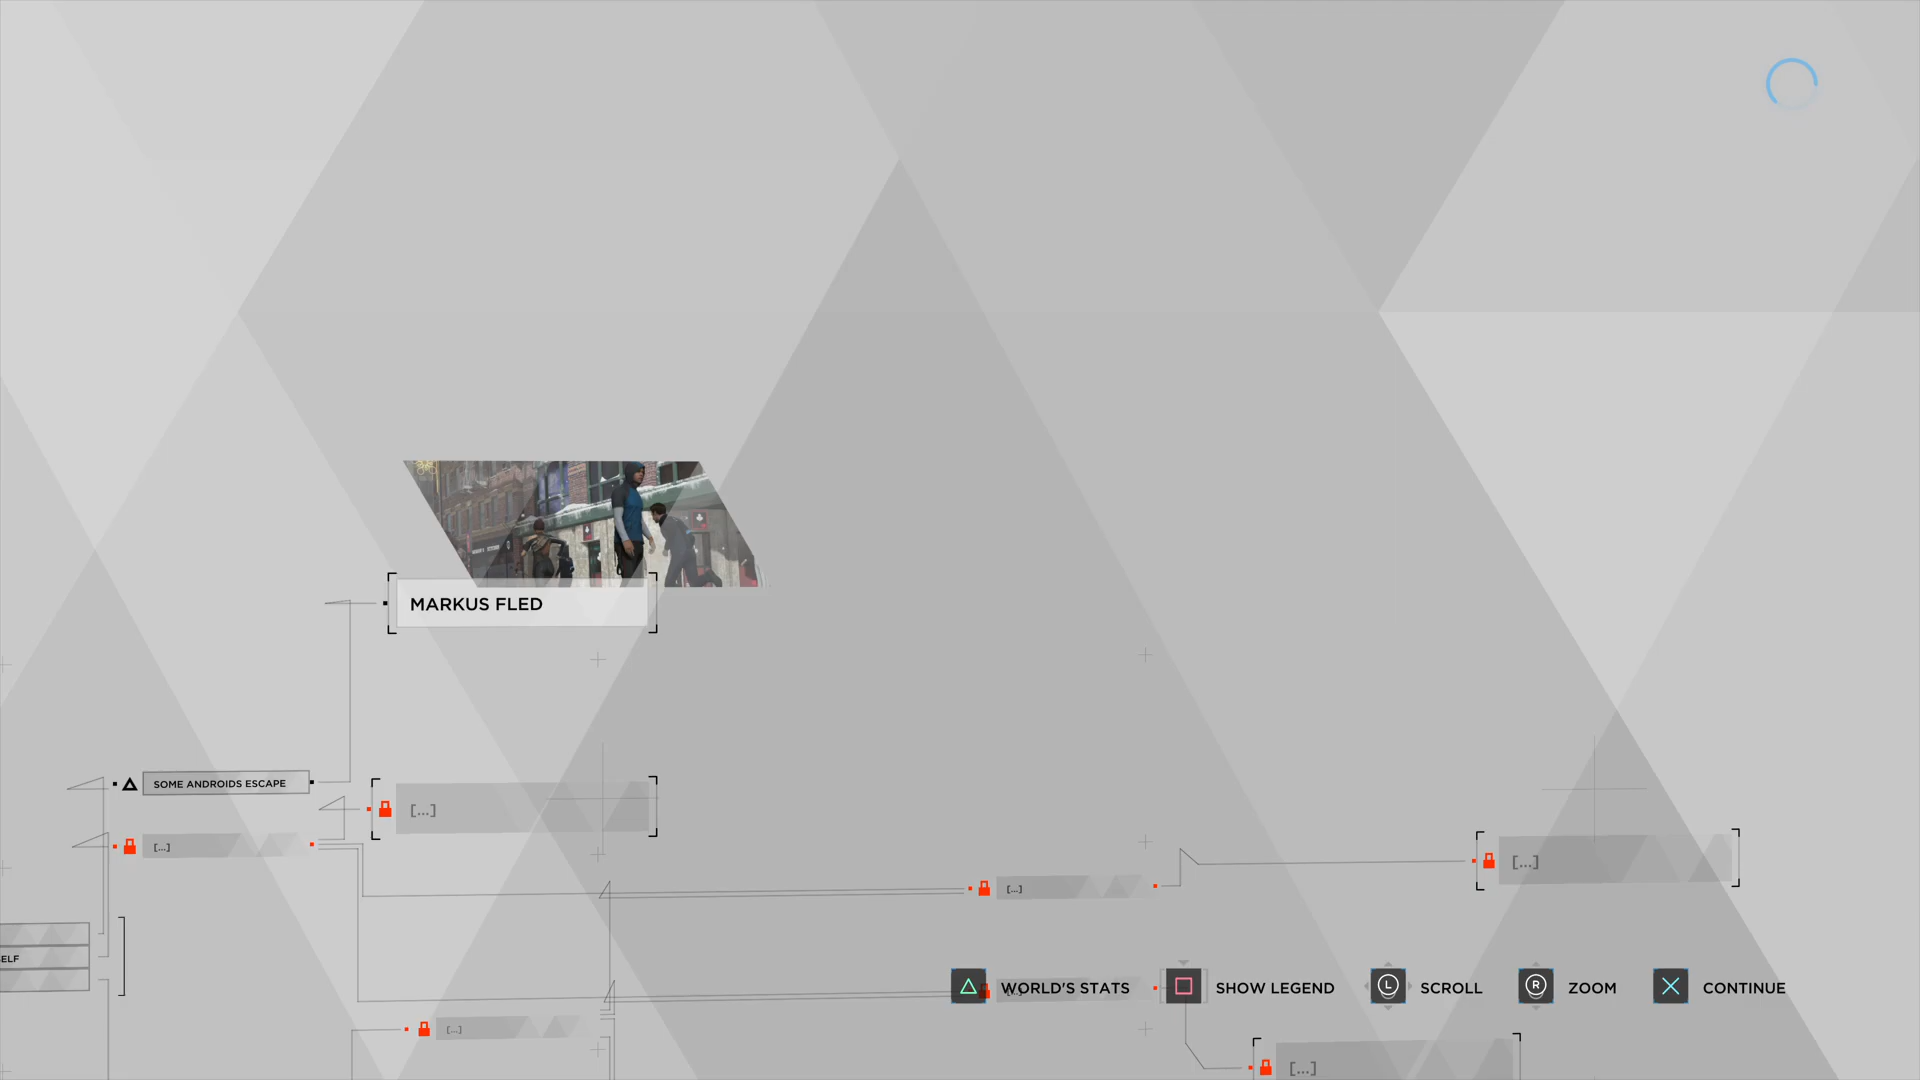 MARKUS FLED
SOME ANDROIDS ESCAPE
[...]
[...]
[...]
[...]
ELF
WORLD'S STATS
SHOW LEGEND
L
SCROLL
R
ZOOM
CONTINUE
[...]
[...]